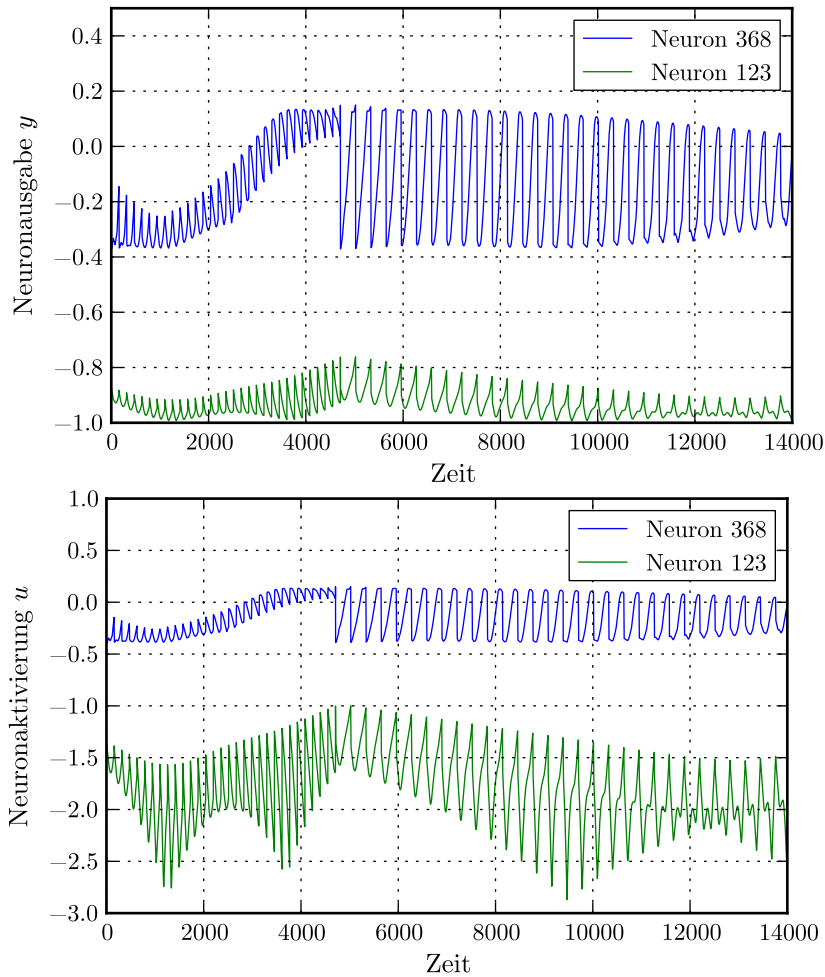 0.4
0.2
0.0
−0.2
−0.4
−0.6
−0.8
−1.0
Neuronausgabe y
Neuron 368
Neuron 123
0 2000 4000 6000 8000 10000 12000 14000
Zeit
1.0
0.5
0.0
−0.5
−1.0
−1.5
−2.0
−2.5
−3.0
Neuronaktivierung u
Neuron 368
Neuron 123
0 2000 4000 6000 8000 10000 12000 14000
Zeit